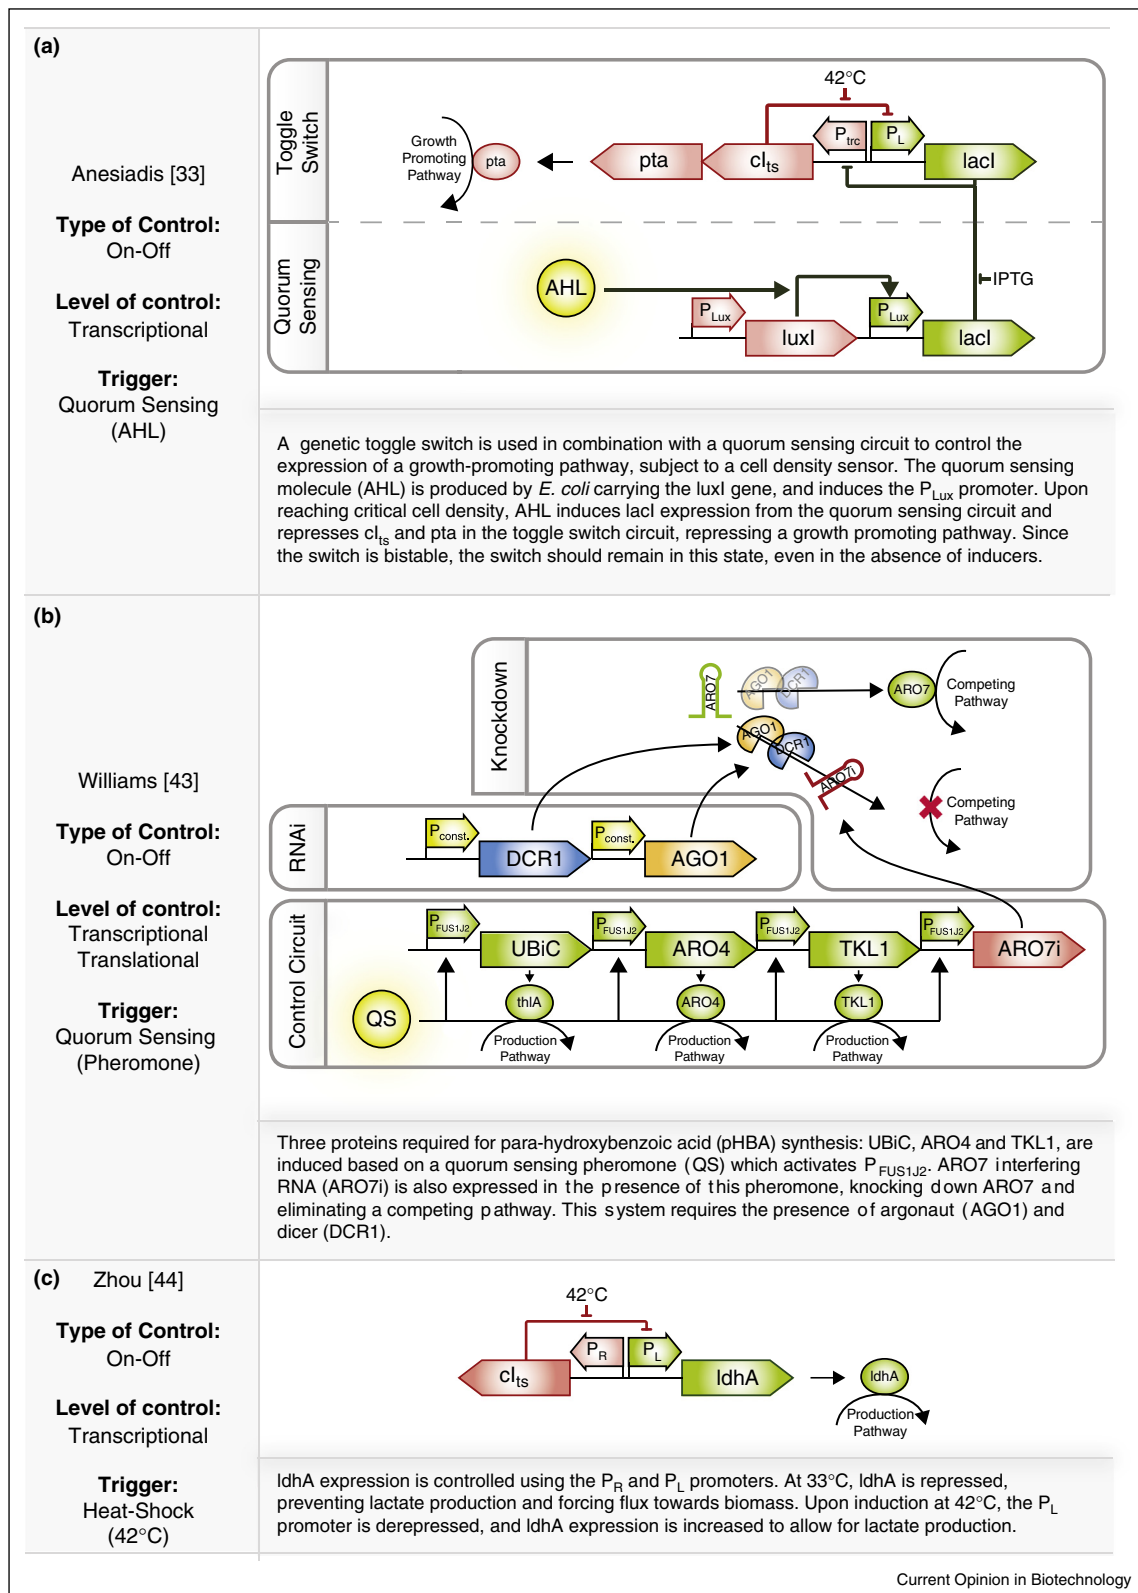 (a)
Anesiadis [33]
Type of Control:
On-Off
Level of control:
Transcriptional
Trigger:
Quorum Sensing
(AHL)
Toggle
Switch
42°C
Growth
Promoting
Pathway
pta
pta
cIts
Ptrc
PL
lacI
Quorum
Sensing
AHL
IPTG
PLux
luxI
PLux
lacI
A genetic toggle switch is used in combination with a quorum sensing circuit to control the
expression of a growth-promoting pathway, subject to a cell density sensor. The quorum sensing
molecule (AHL) is produced by E. coli carrying the luxI gene, and induces the PLux promoter. Upon
reaching critical cell density, AHL induces lacI expression from the quorum sensing circuit and
represses cIts and pta in the toggle switch circuit, repressing a growth promoting pathway. Since
the switch is bistable, the switch should remain in this state, even in the absence of inducers.
(b)
Williams [43]
Type of Control:
On-Off
Level of control:
Transcriptional
Translational
Trigger:
Quorum Sensing
(Pheromone)
Knockdown
ARO7
AGO1
DCR1
ARO7
Competing
Pathway
AGO1
DCR1
ARO7i
Competing
Pathway
RNAi
Pconst.
DCR1
Pconst.
AGO1
Control Circuit
PFUS1J2
UBiC
PFUS1J2
ARO4
PFUS1J2
TKL1
PFUS1J2
ARO7i
QS
thlA
ARO4
TKL1
Production
Pathway
Production
Pathway
Production
Pathway
Three proteins required for para-hydroxybenzoic acid (pHBA) synthesis: UBiC, ARO4 and TKL1, are
induced based on a quorum sensing pheromone (QS) which activates PFUS1J2. ARO7 interfering
RNA (ARO7i) is also expressed in the presence of this pheromone, knocking down ARO7 and
eliminating a competing pathway. This system requires the presence of argonaut (AGO1) and
dicer (DCR1).
(c)
Zhou [44]
Type of Control:
On-Off
Level of control:
Transcriptional
Trigger:
Heat-Shock
(42°C)
42°C
cIts
PR
PL
ldhA
ldhA
Production
Pathway
ldhA expression is controlled using the PR and PL promoters. At 33°C, ldhA is repressed,
preventing lactate production and forcing flux towards biomass. Upon induction at 42°C, the PL
promoter is derepressed, and ldhA expression is increased to allow for lactate production.
Current Opinion in Biotechnology